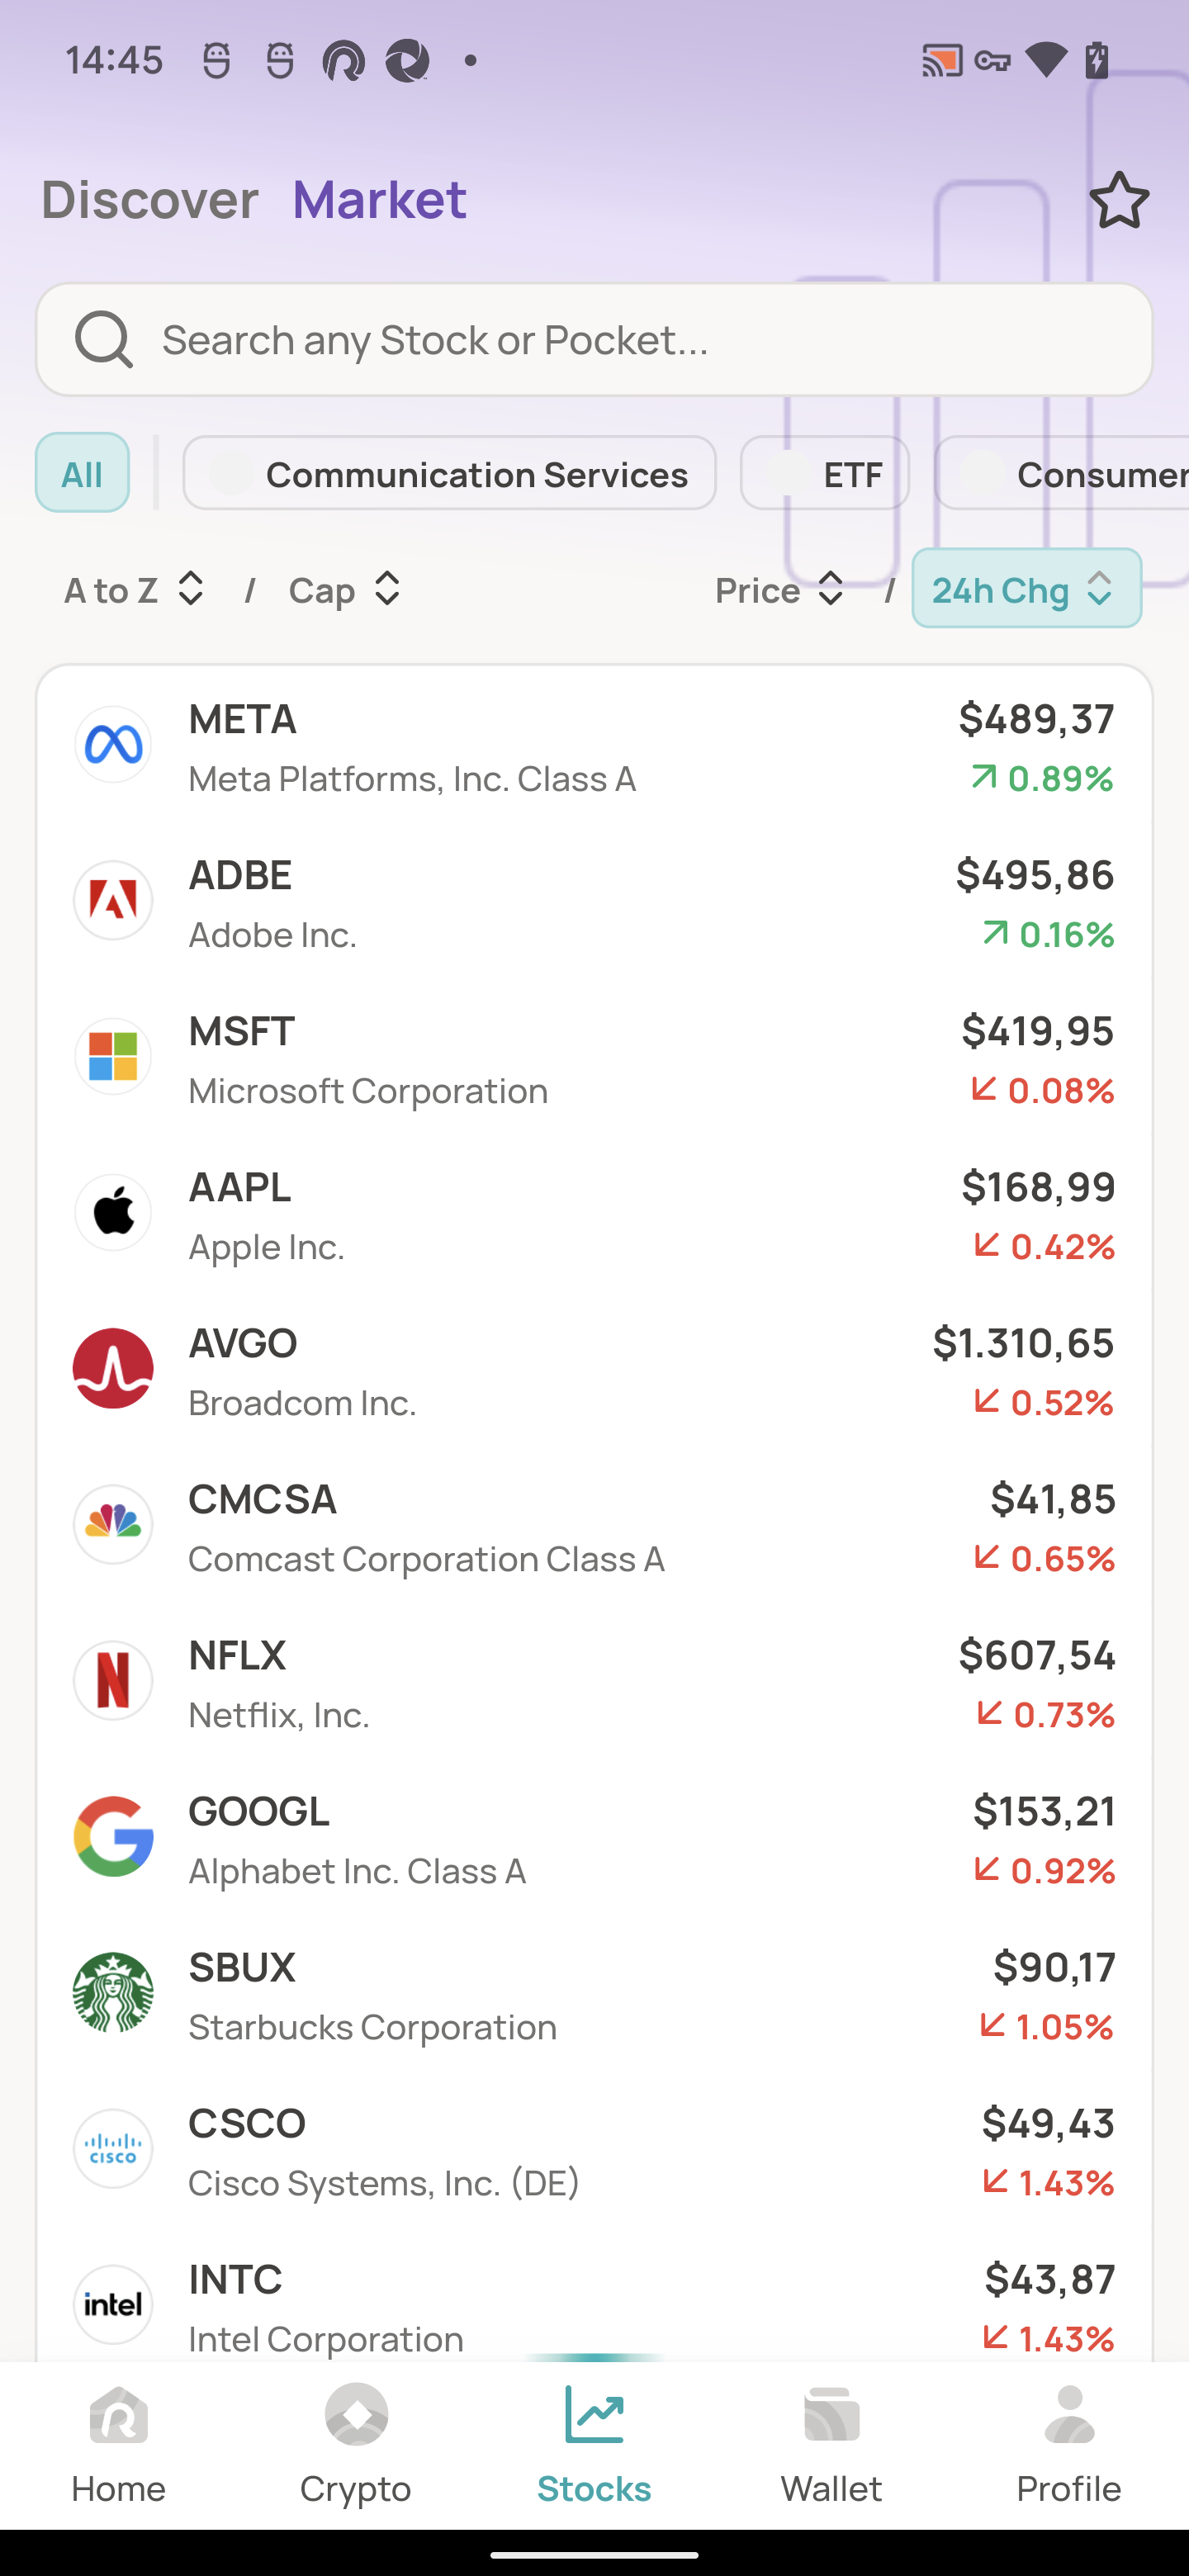 14:45
Discover Market
Search any Stock or Pocket...
All Communication Services ETF Consumer
A to Z / Cap Price / 24h Chg
META $489,37
Meta Platforms, Inc. Class A 0.89%
ADBE $495,86
Adobe Inc. 0.16%
MSFT $419,95
Microsoft Corporation 0.08%
AAPL $168,99
Apple Inc. 0.42%
AVGO $1.310,65
Broadcom Inc. 0.52%
CMCSA $41,85
Comcast Corporation Class A 0.65%
NFLX $607,54
Netflix, Inc. 0.73%
GOOGL $153,21
Alphabet Inc. Class A 0.92%
SBUX $90,17
Starbucks Corporation 1.05%
CSCO $49,43
CISCO
Cisco Systems, Inc. (DE) 1.43%
INTC $43,87
intel
Intel Corporation 1.43%
Home Crypto Stocks Wallet Profile